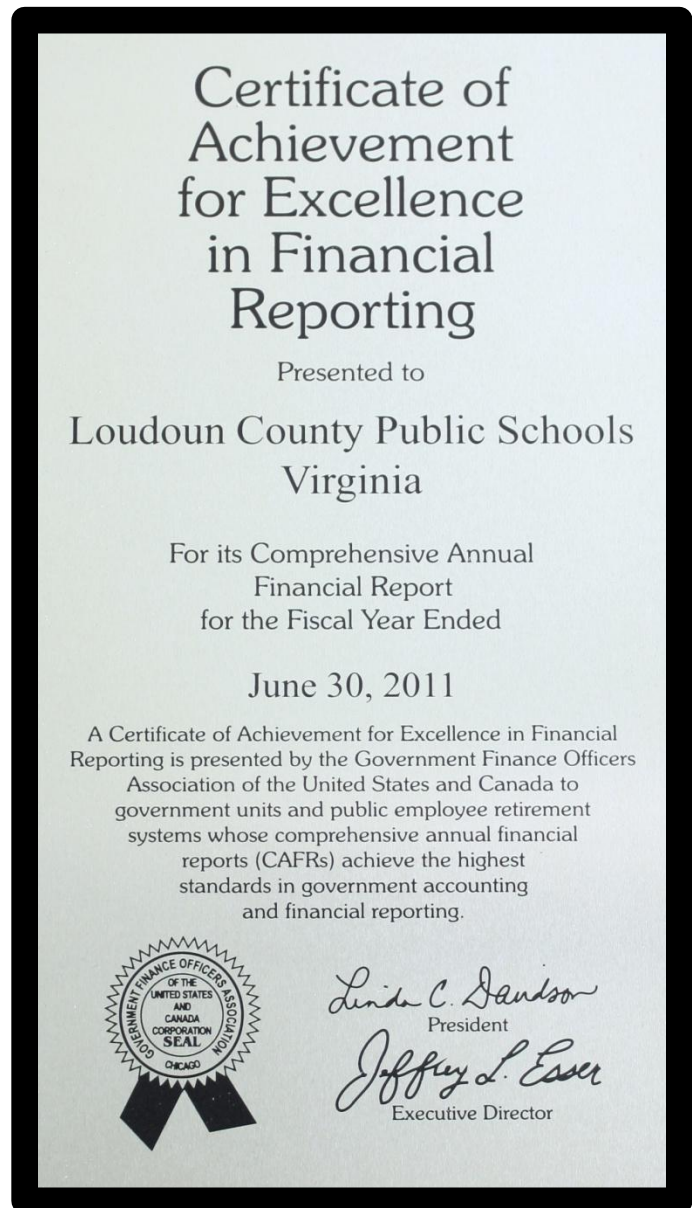 Certificate of
Achievement
for Excellence
in Financial
Reporting
Presented to
Loudoun County Public Schools
Virginia
For its Comprehensive Annual
Financial Report
for the Fiscal Year Ended
June 30, 2011
A Certificate of Achievement for Excellence in Financial
Reporting is presented by the Government Finance Officers
Association of the United States and Canada to
government units and public employee retirement
systems whose comprehensive annual financial
reports (CAFRs) achieve the highest
standards in government accounting
and financial reporting.
GOVERNMENT FINANCE OFFICERS ASSOCIATION
OF THE
UNITED STATES
AND
CANADA
CORPORATION
SEAL
CHICAGO
Linda C. Davidson
President
Jeffrey L. Esser
Executive Director